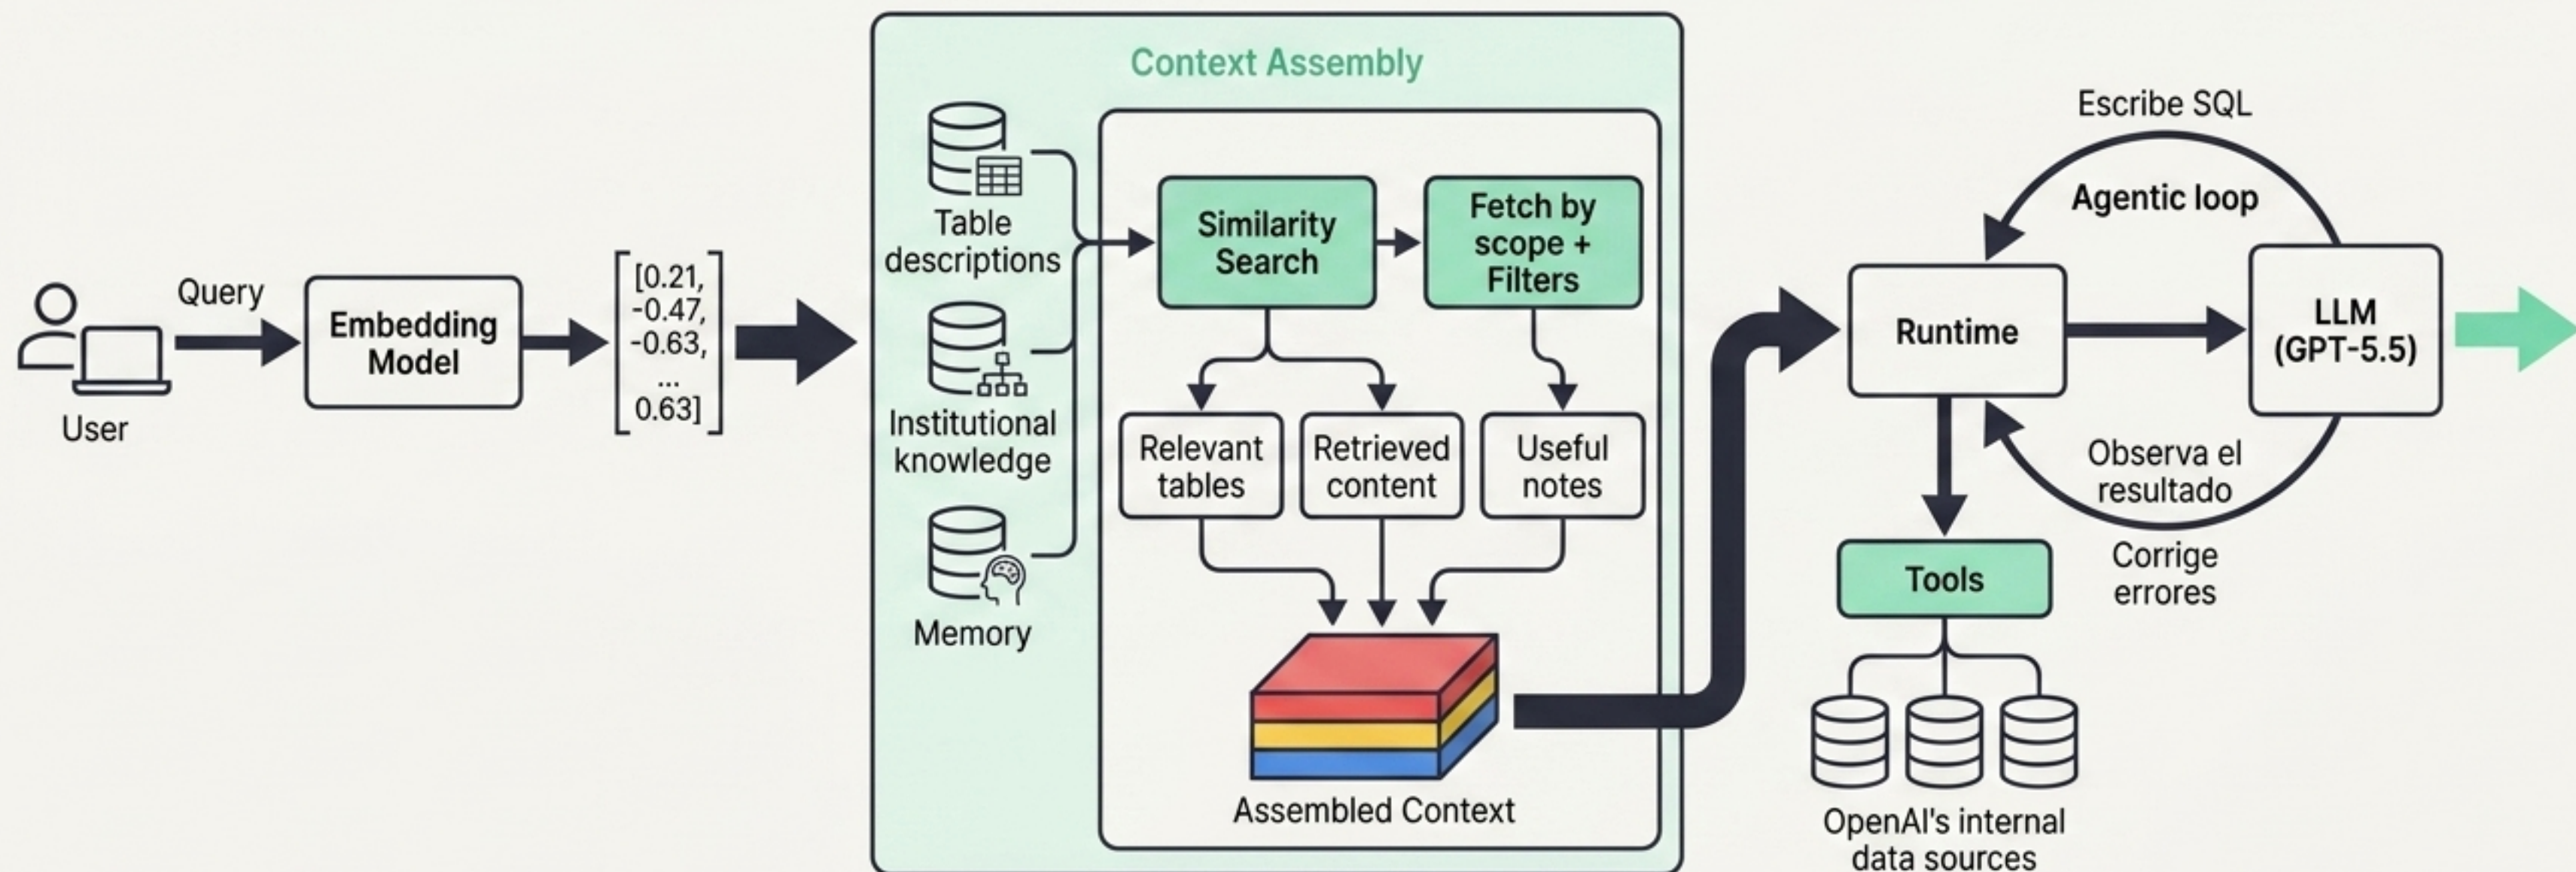 Query
User
Embedding
Model
[0.21,
-0.47,
-0.63,
...
0.63]
Context Assembly
Table
descriptions
Institutional
knowledge
Memory
Similarity
Search
Fetch by
scope +
Filters
Relevant
tables
Retrieved
content
Useful
notes
Assembled Context
Escribe SQL
Agentic loop
Runtime
LLM
(GPT-5.5)
Observa el
resultado
Corrige
errores
Tools
OpenAI's internal
data sources